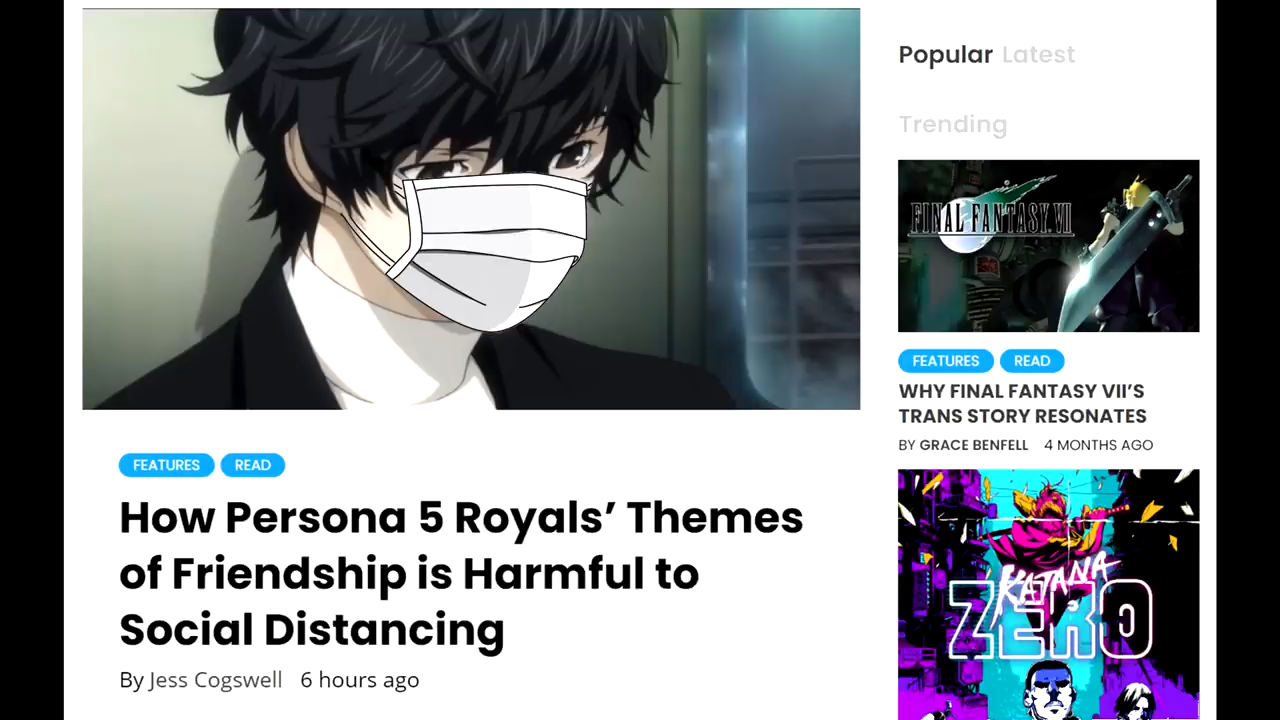 Popular Latest
Trending
FINAL FANTASY VII
FEATURES READ
WHY FINAL FANTASY VII’S
TRANS STORY RESONATES
BY GRACE BENFELL 4 MONTHS AGO
KATANA
ZERO
FEATURES READ
How Persona 5 Royals’ Themes
of Friendship is Harmful to
Social Distancing
By Jess Cogswell 6 hours ago